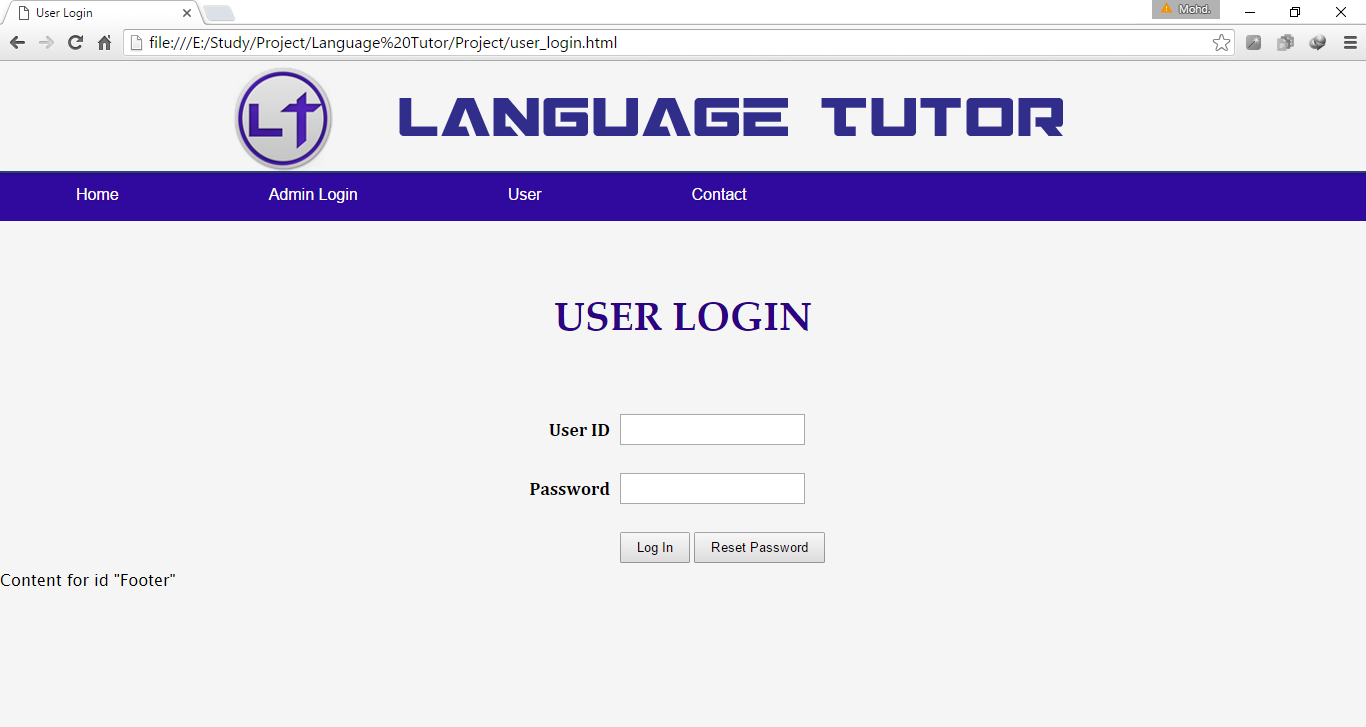 User Login
Mohd.
file:///E:/Study/Project/Language%20Tutor/Project/user_login.html
LT LANGUAGE TUTOR
Home Admin Login User Contact
USER LOGIN
User ID
Password
Log In Reset Password
Content for id "Footer"